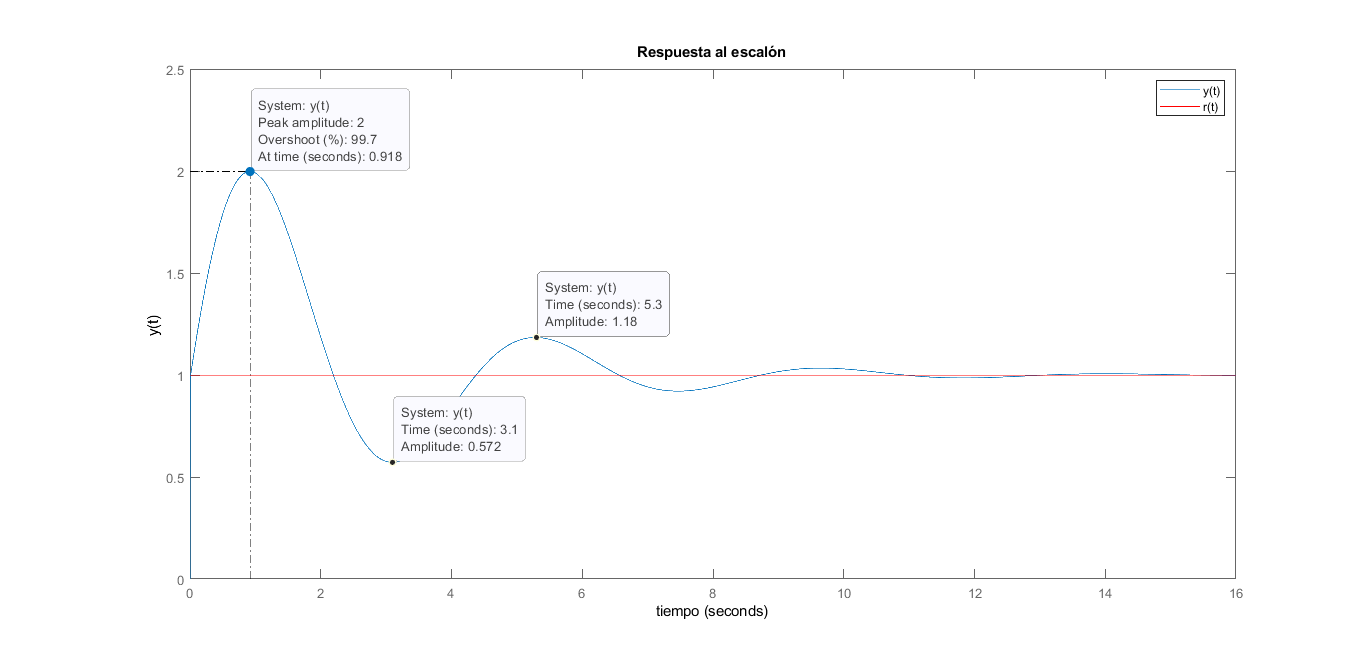 Respuesta al escalón
y(t)
r(t)
System: y(t)
Peak amplitude: 2
Overshoot (%): 99.7
At time (seconds): 0.918
System: y(t)
Time (seconds): 5.3
Amplitude: 1.18
System: y(t)
Time (seconds): 3.1
Amplitude: 0.572
y(t)
2.5
2
1.5
1
0.5
0
0 2 4 6 8 10 12 14 16
tiempo (seconds)